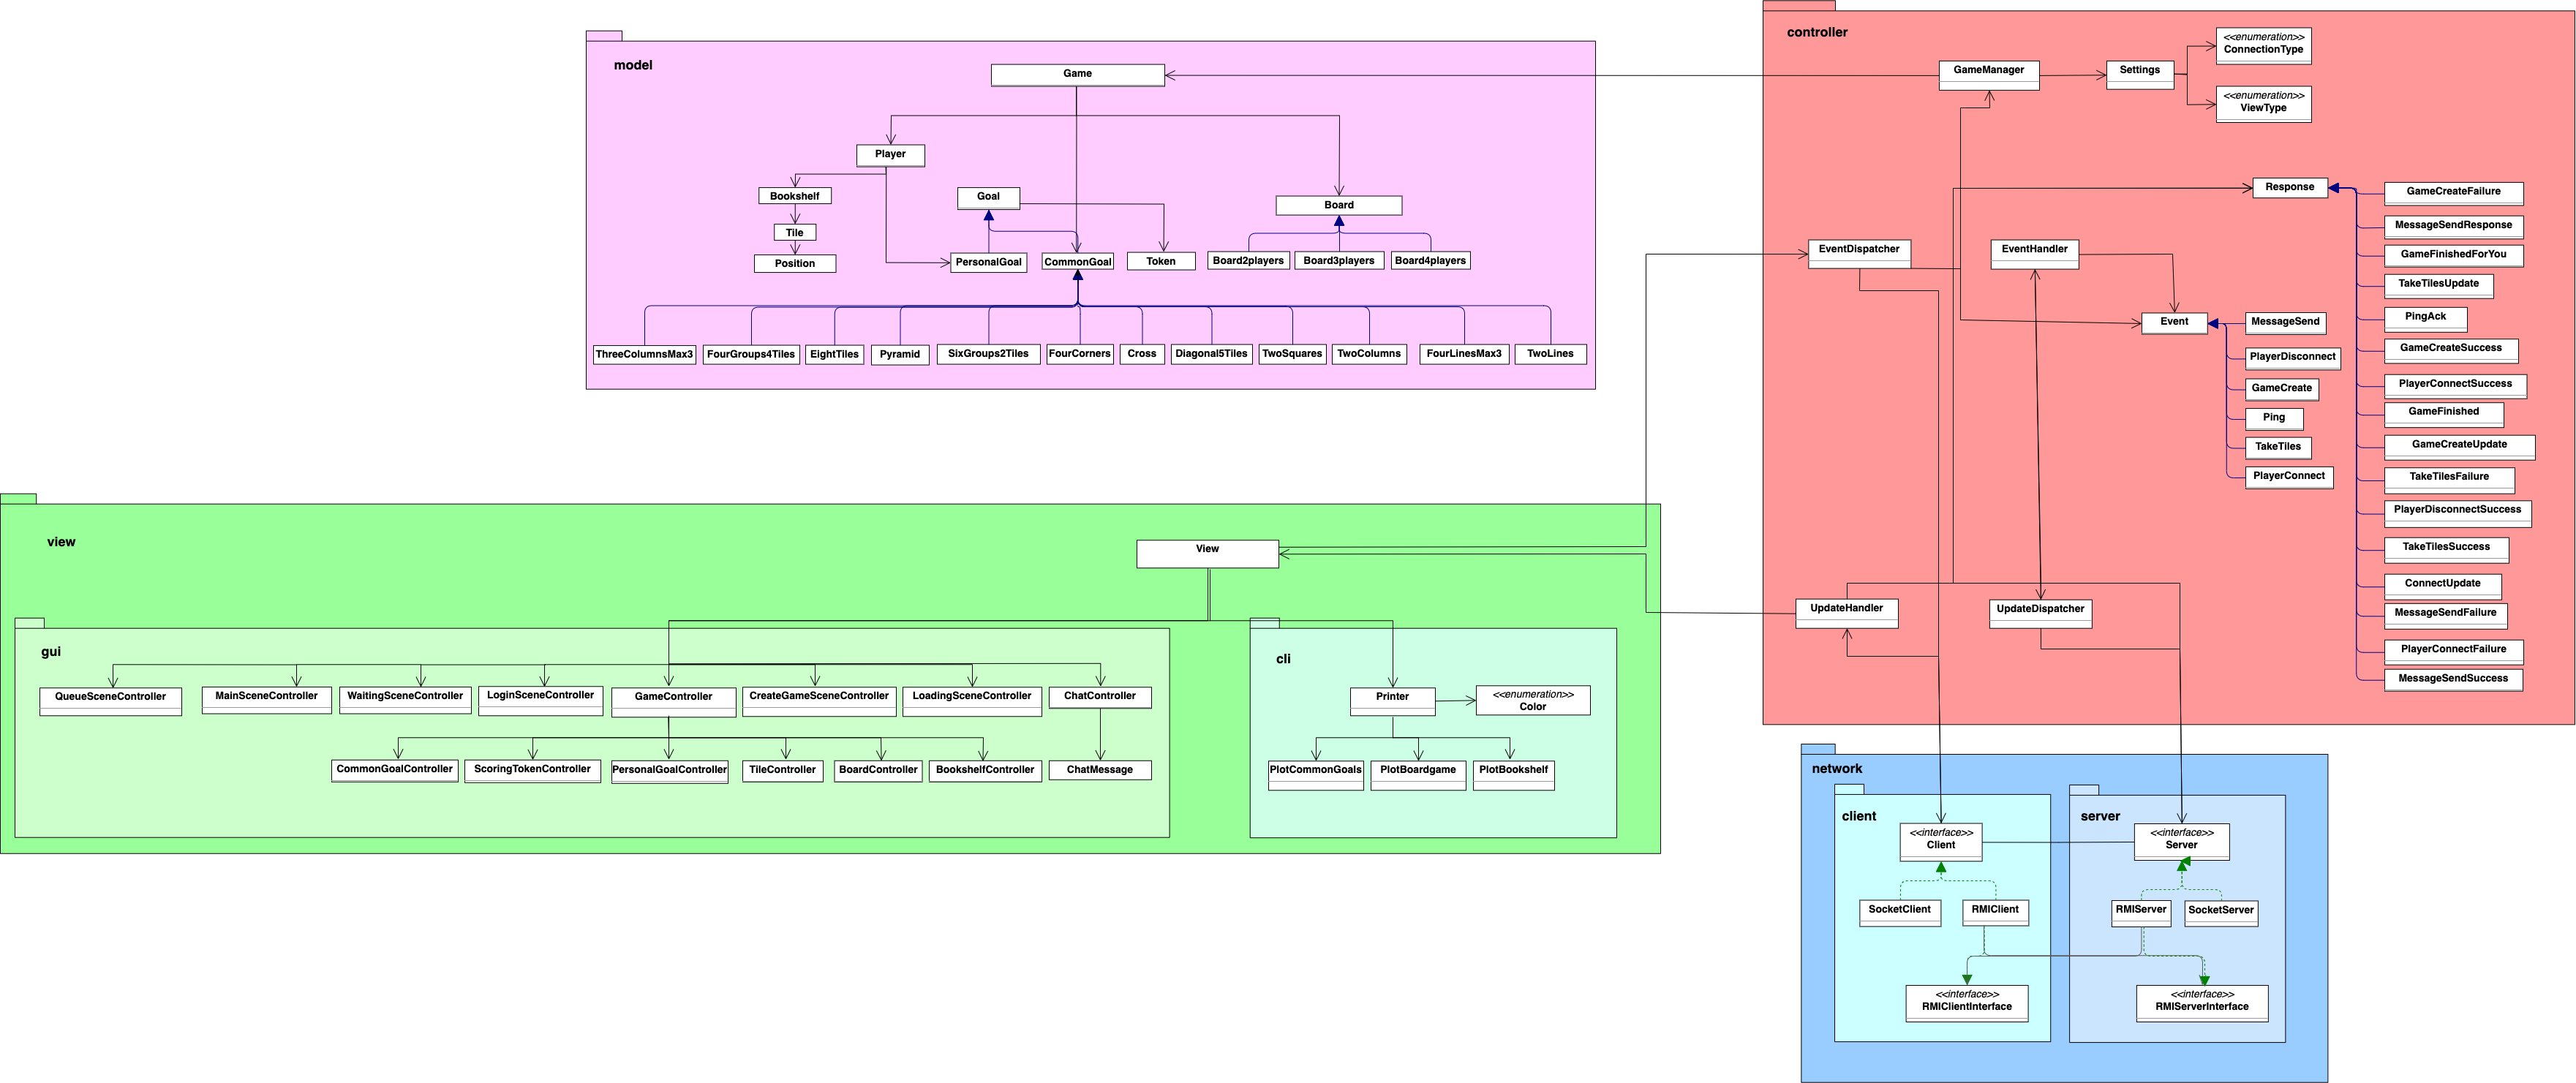 model
Game
Player
Bookshelf
Tile
Position
Goal
PersonalGoal
CommonGoal
Token
Board
Board2players
Board3players
Board4players
ThreeColumnsMax3
FourGroups4Tiles
EightTiles
Pyramid
SixGroups2Tiles
FourCorners
Cross
Diagonal5Tiles
TwoSquares
TwoColumns
FourLinesMax3
TwoLines
controller
GameManager
Settings
<<enumeration>>
ConnectionType
<<enumeration>>
ViewType
Response
EventDispatcher
EventHandler
Event
MessageSend
PlayerDisconnect
GameCreate
Ping
TakeTiles
PlayerConnect
GameCreateFailure
MessageSendResponse
GameFinishedForYou
TakeTilesUpdate
PingAck
GameCreateSuccess
PlayerConnectSuccess
GameFinished
GameCreateUpdate
TakeTilesFailure
PlayerDisconnectSuccess
TakeTilesSuccess
ConnectUpdate
MessageSendFailure
PlayerConnectFailure
MessageSendSuccess
UpdateHandler
UpdateDispatcher
view
View
gui
QueueSceneController
MainSceneController
WaitingSceneController
LoginSceneController
GameController
CreateGameSceneController
LoadingSceneController
ChatController
CommonGoalController
ScoringTokenController
PersonalGoalController
TileController
BoardController
BookshelfController
ChatMessage
cli
Printer
<<enumeration>>
Color
PlotCommonGoals
PlotBoardgame
PlotBookshelf
network
client
<<interface>>
Client
SocketClient
RMIClient
<<interface>>
RMIClientInterface
server
<<interface>>
Server
RMIServer
SocketServer
<<interface>>
RMIServerInterface